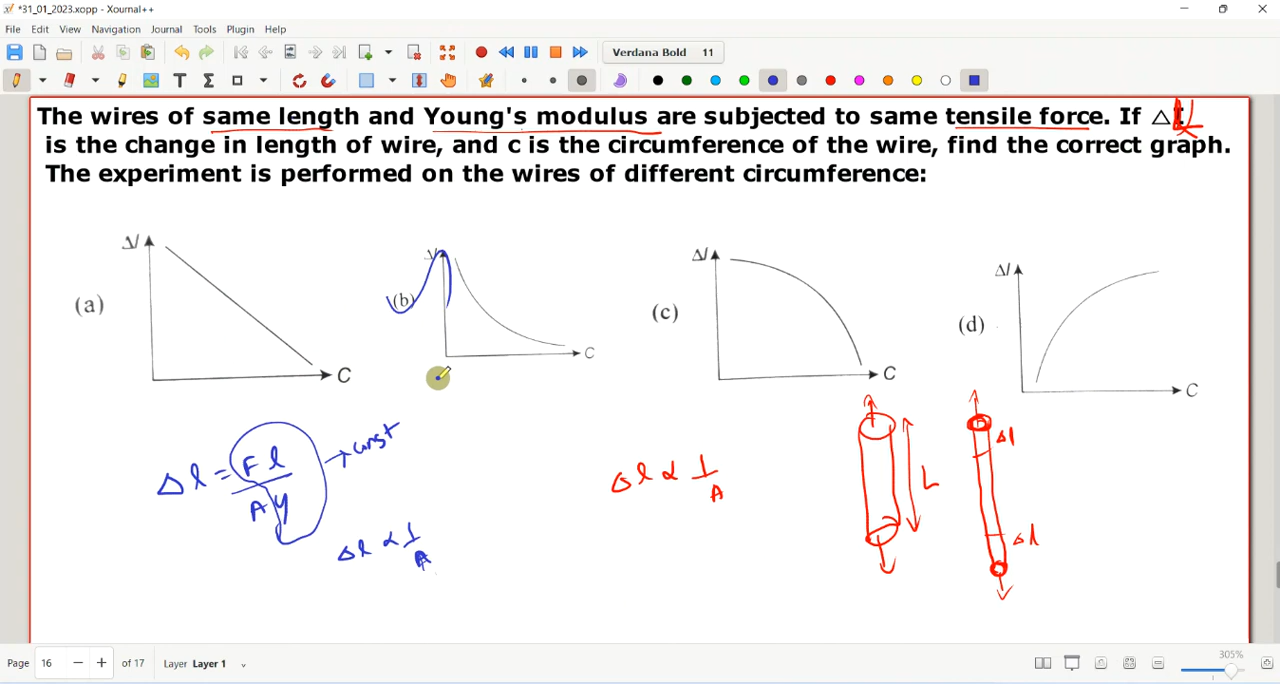 *31_01_2023.xopp - Xournal++
File Edit View Navigation Journal Tools Plugin Help
Verdana Bold 11
The wires of same length and Young's modulus are subjected to same tensile force. If △L
is the change in length of wire, and c is the circumference of the wire, find the correct graph.
The experiment is performed on the wires of different circumference:
(a) Δl C
(b) C
(c) Δl C
(d) Δl C
Δl = Fl / AY → const
Δl ∝ 1/A
Δl ∝ 1/A
L
Δl
Δl
Page 16 of 17 Layer Layer 1 305%